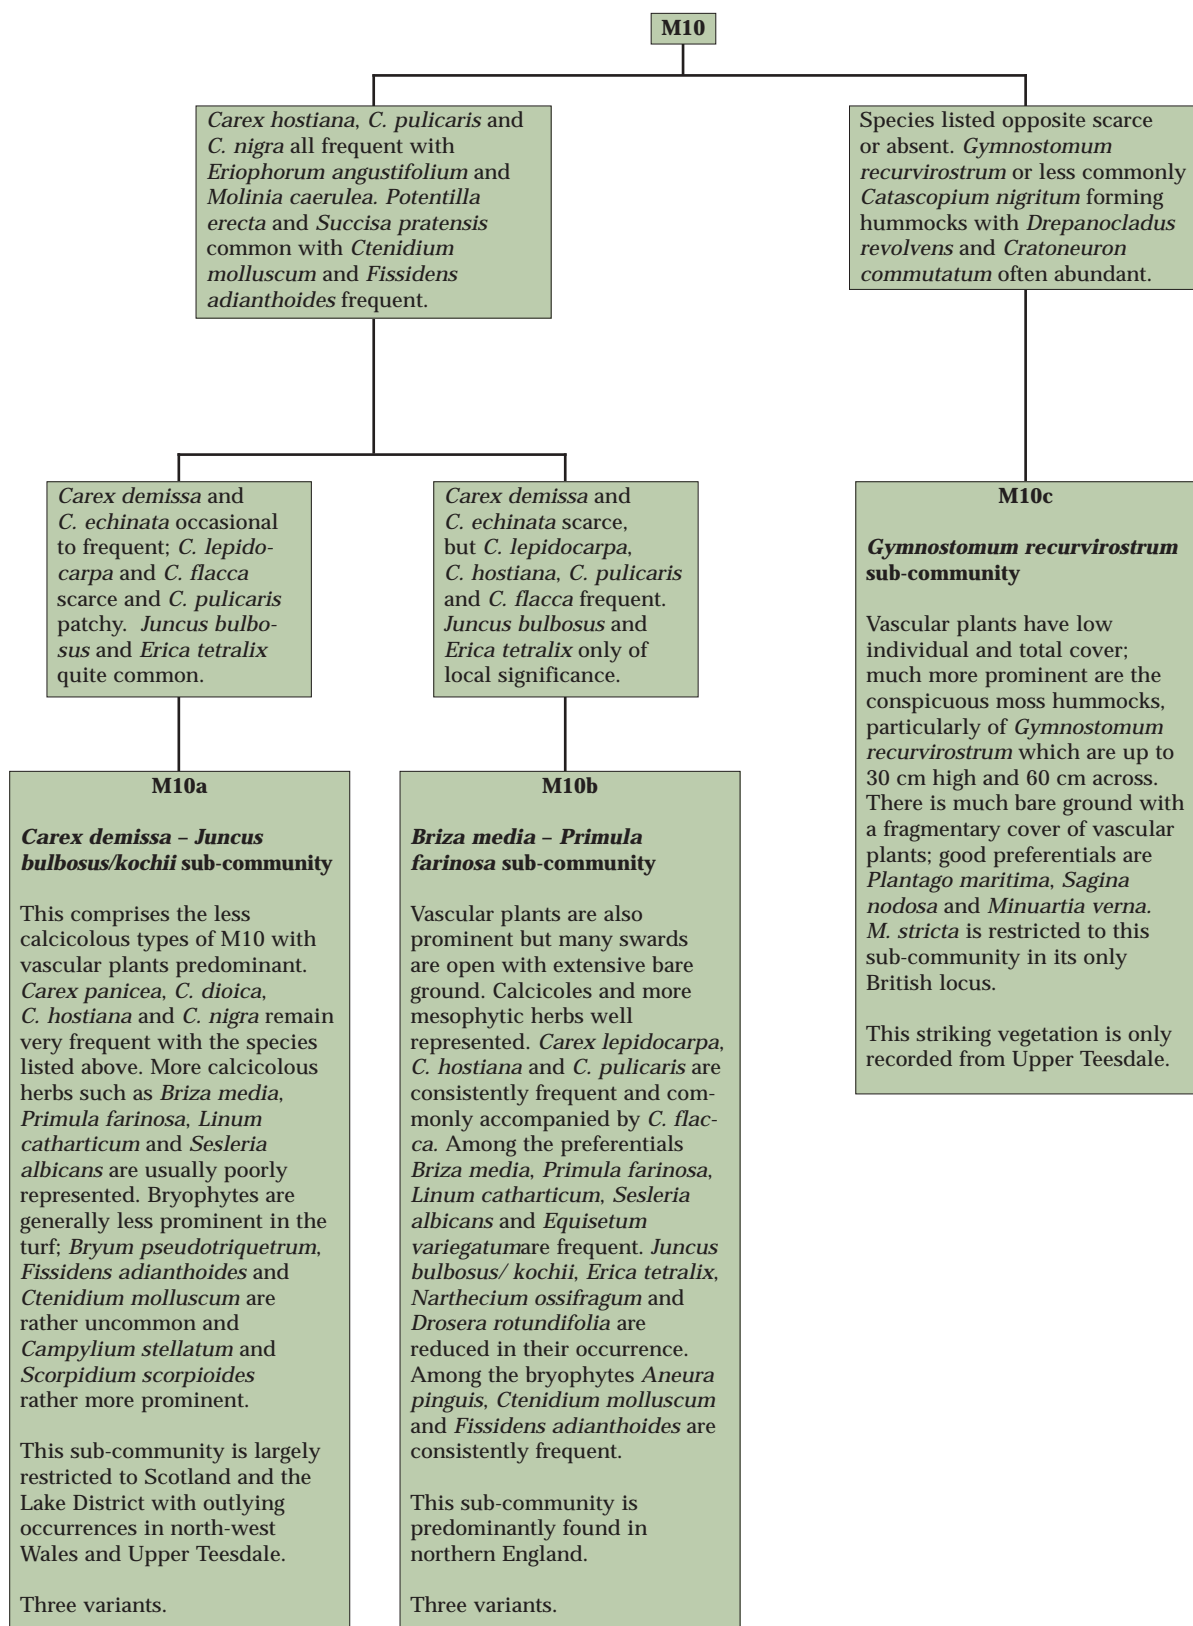 M10
Carex hostiana, C. pulicaris and
C. nigra all frequent with
Eriophorum angustifolium and
Molinia caerulea. Potentilla
erecta and Succisa pratensis
common with Ctenidium
molluscum and Fissidens
adianthoides frequent.
Species listed opposite scarce
or absent. Gymnostomum
recurvirostrum or less commonly
Catascopium nigritum forming
hummocks with Drepanocladus
revolvens and Cratoneuron
commutatum often abundant.
Carex demissa and
C. echinata occasional
to frequent; C. lepido-
carpa and C. flacca
scarce and C. pulicaris
patchy. Juncus bulbo-
sus and Erica tetralix
quite common.
Carex demissa and
C. echinata scarce,
but C. lepidocarpa,
C. hostiana, C. pulicaris
and C. flacca frequent.
Juncus bulbosus and
Erica tetralix only of
local significance.
M10c
Gymnostomum recurvirostrum
sub-community
Vascular plants have low
individual and total cover;
much more prominent are the
conspicuous moss hummocks,
particularly of Gymnostomum
recurvirostrum which are up to
30 cm high and 60 cm across.
There is much bare ground with
a fragmentary cover of vascular
plants; good preferentials are
Plantago maritima, Sagina
nodosa and Minuartia verna.
M. stricta is restricted to this
sub-community in its only
British locus.
This striking vegetation is only
recorded from Upper Teesdale.
M10a
Carex demissa – Juncus
bulbosus/kochii sub-community
This comprises the less
calcicolous types of M10 with
vascular plants predominant.
Carex panicea, C. dioica,
C. hostiana and C. nigra remain
very frequent with the species
listed above. More calcicolous
herbs such as Briza media,
Primula farinosa, Linum
catharticum and Sesleria
albicans are usually poorly
represented. Bryophytes are
generally less prominent in the
turf; Bryum pseudotriquetrum,
Fissidens adianthoides and
Ctenidium molluscum are
rather uncommon and
Campylium stellatum and
Scorpidium scorpioides
rather more prominent.
This sub-community is largely
restricted to Scotland and the
Lake District with outlying
occurrences in north-west
Wales and Upper Teesdale.
Three variants.
M10b
Briza media – Primula
farinosa sub-community
Vascular plants are also
prominent but many swards
are open with extensive bare
ground. Calcicoles and more
mesophytic herbs well
represented. Carex lepidocarpa,
C. hostiana and C. pulicaris are
consistently frequent and com-
monly accompanied by C. flac-
ca. Among the preferentials
Briza media, Primula farinosa,
Linum catharticum, Sesleria
albicans and Equisetum
variegatumare frequent. Juncus
bulbosus/ kochii, Erica tetralix,
Narthecium ossifragum and
Drosera rotundifolia are
reduced in their occurrence.
Among the bryophytes Aneura
pinguis, Ctenidium molluscum
and Fissidens adianthoides are
consistently frequent.
This sub-community is
predominantly found in
northern England.
Three variants.